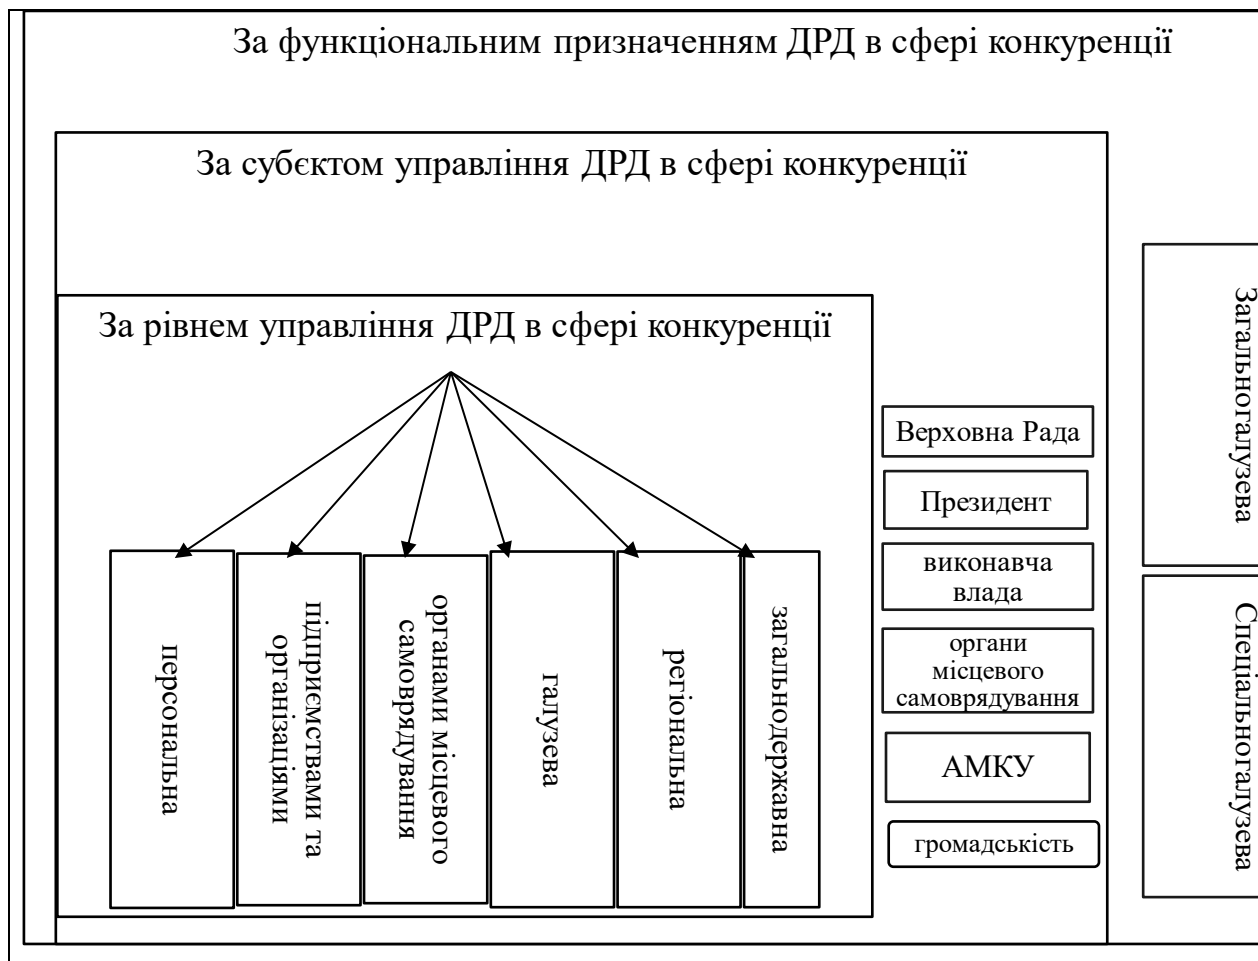 За функціональним призначенням ДРД в сфері конкуренції
За субєктом управління ДРД в сфері конкуренції
За рівнем управління ДРД в сфері конкуренції
персональна
підприємствами та
організаціями
органами місцевого
самоврядування
галузева
регіональна
загальнодержавна
Верховна Рада
Президент
виконавча
влада
органи
місцевого
самоврядування
АМКУ
громадськість
Загальногалузева
Спеціальногалузева